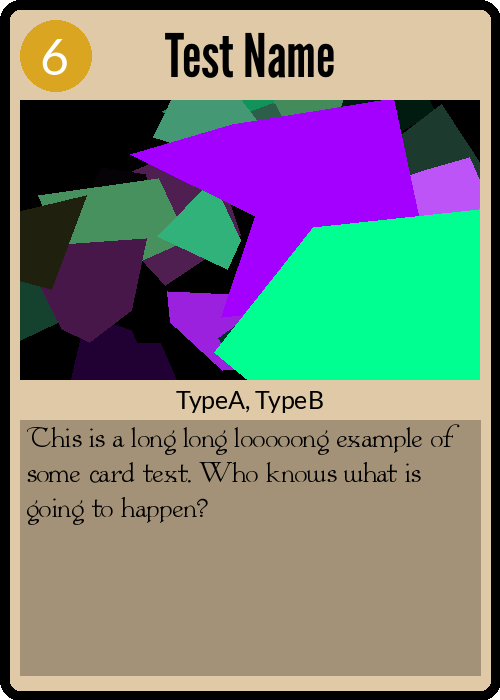 6
Test Name
TypeA, TypeB
This is a long long looooong example of
some card text. Who knows what is
going to happen?